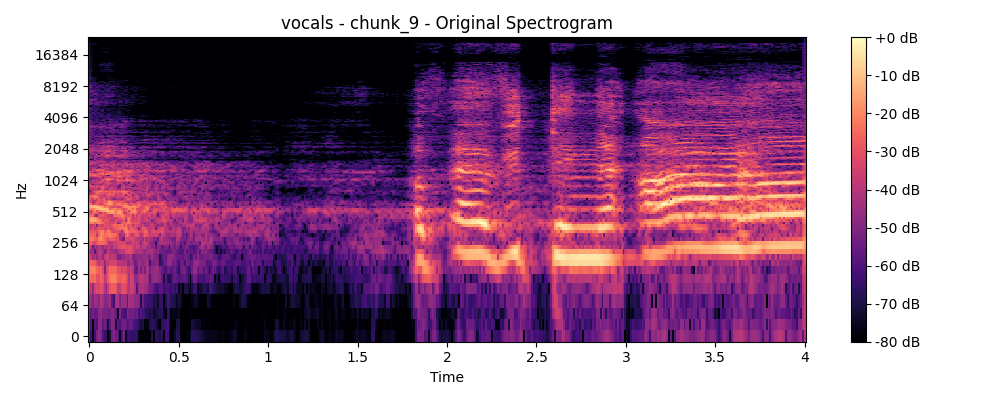 vocals - chunk_9 - Original Spectrogram
Hz
16384
8192
4096
2048
1024
512
256
128
64
0
0 0.5 1 1.5 2 2.5 3 3.5 4
Time
+0 dB
-10 dB
-20 dB
-30 dB
-40 dB
-50 dB
-60 dB
-70 dB
-80 dB